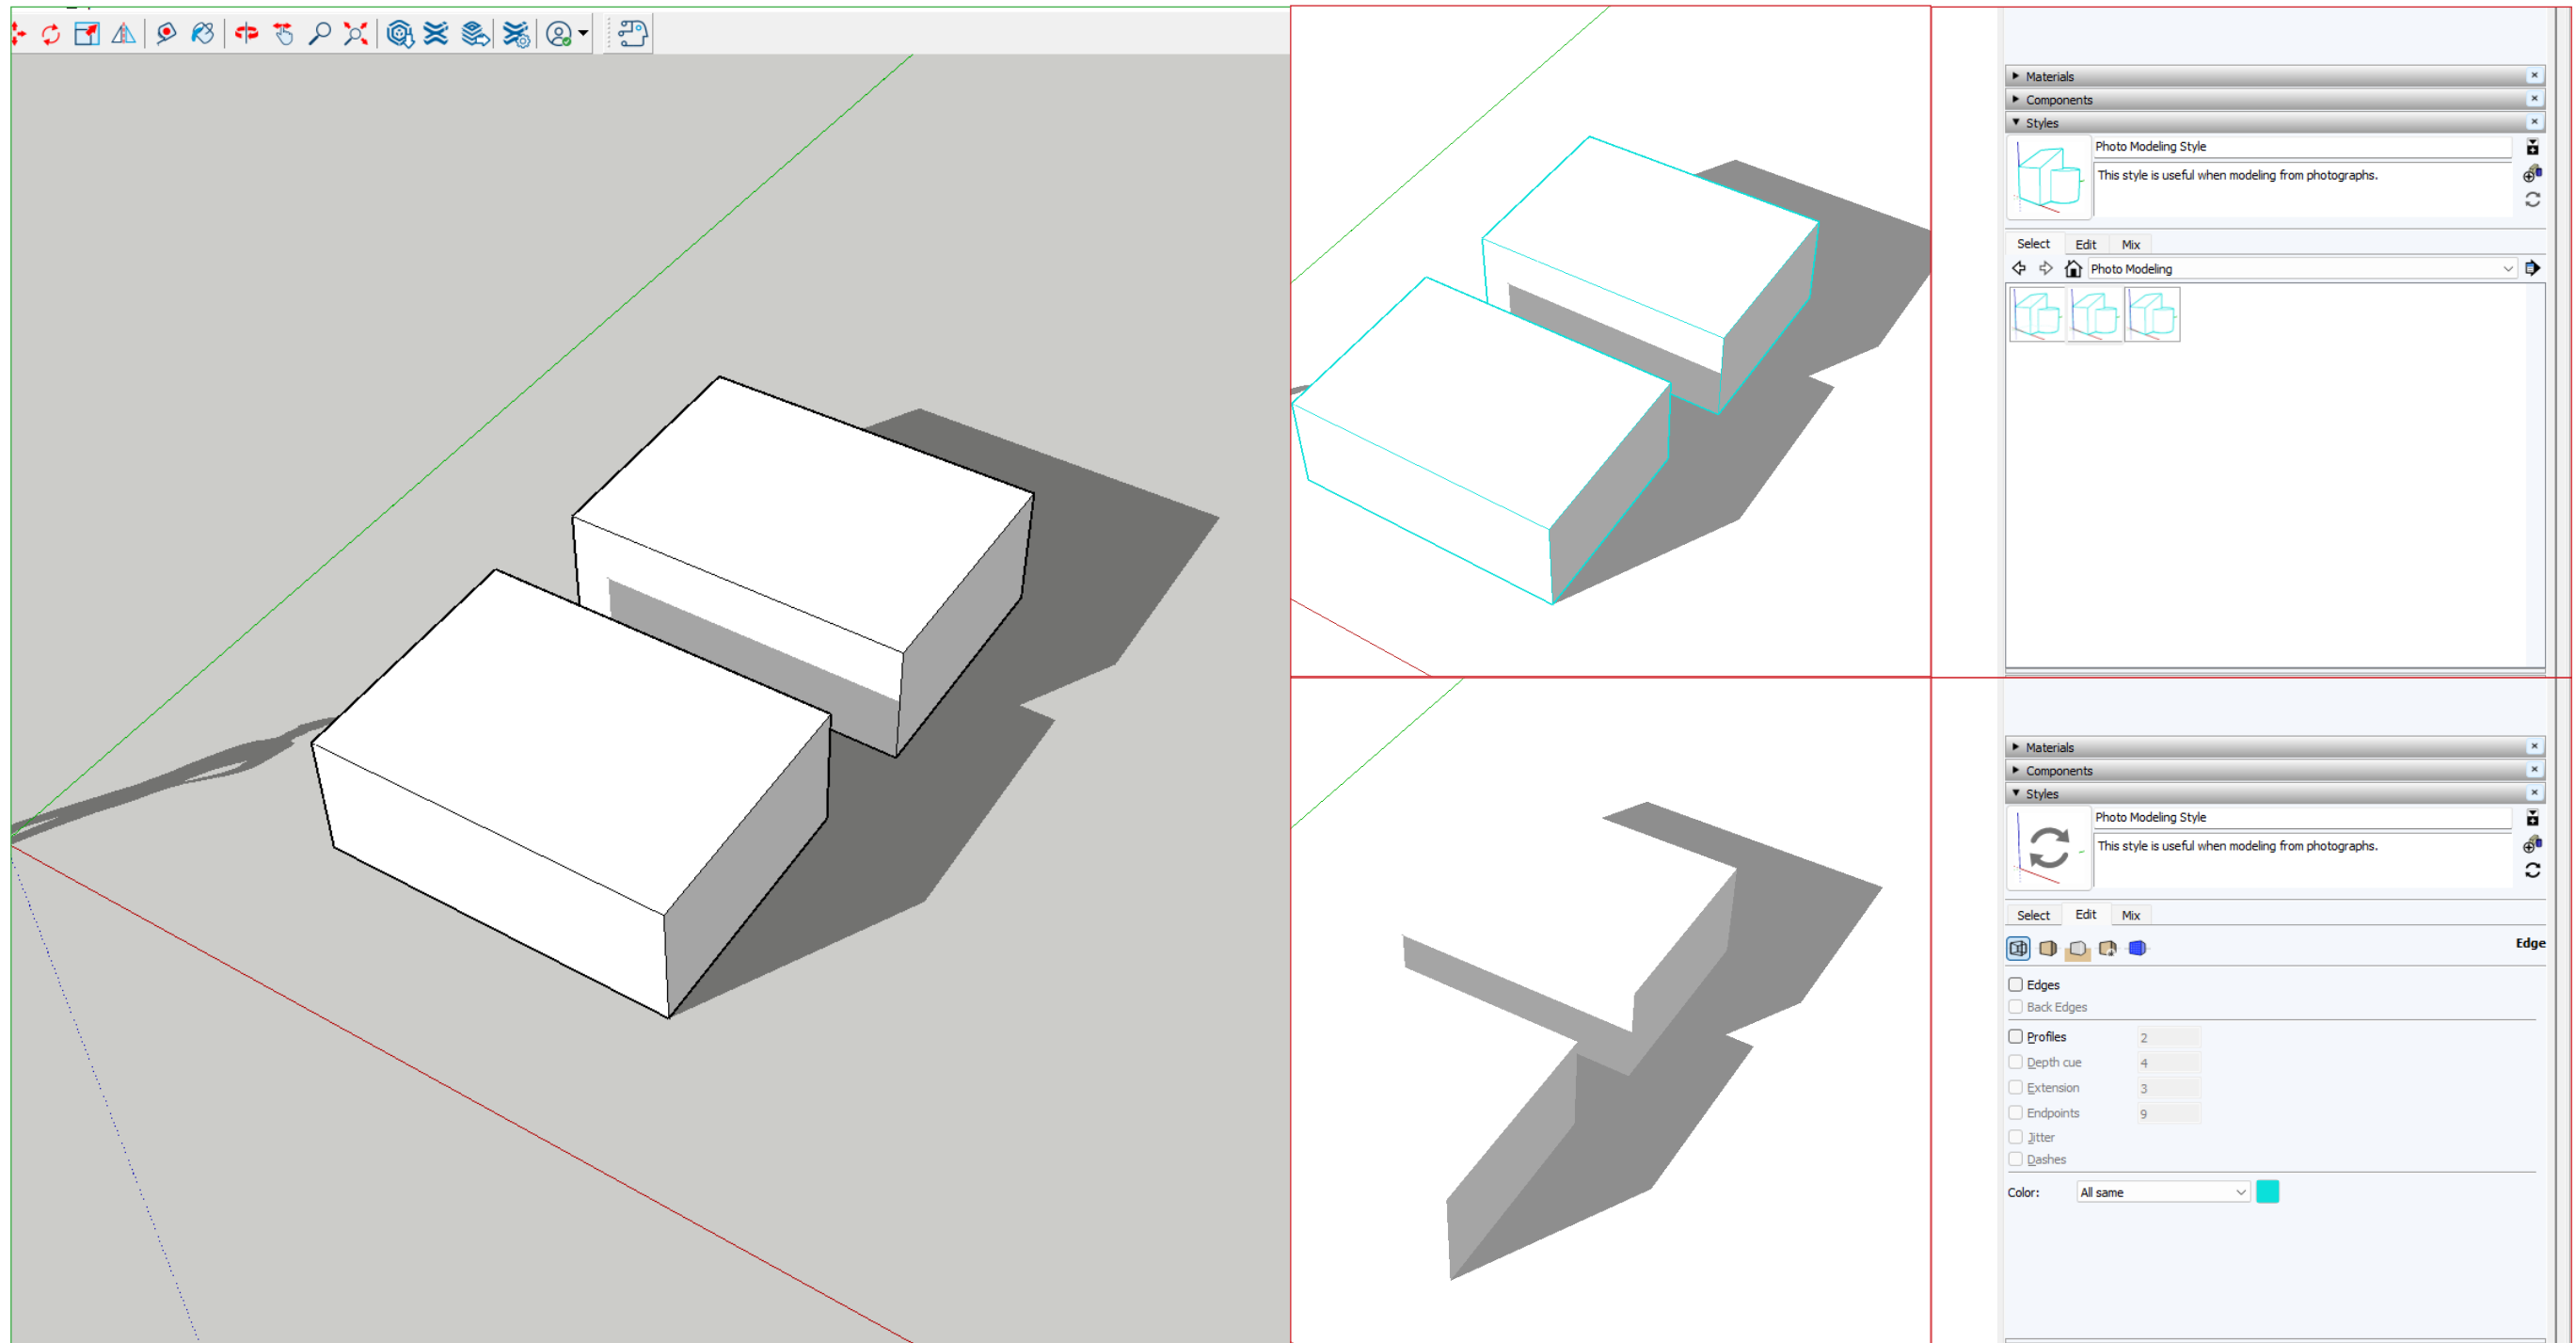 Materials
Components
Styles
Photo Modeling Style
This style is useful when modeling from photographs.
Select Edit Mix
Photo Modeling
Materials
Components
Styles
Photo Modeling Style
This style is useful when modeling from photographs.
Select Edit Mix
Edge
Edges
Back Edges
Profiles 2
Depth cue 4
Extension 3
Endpoints 9
Jitter
Dashes
Color: All same